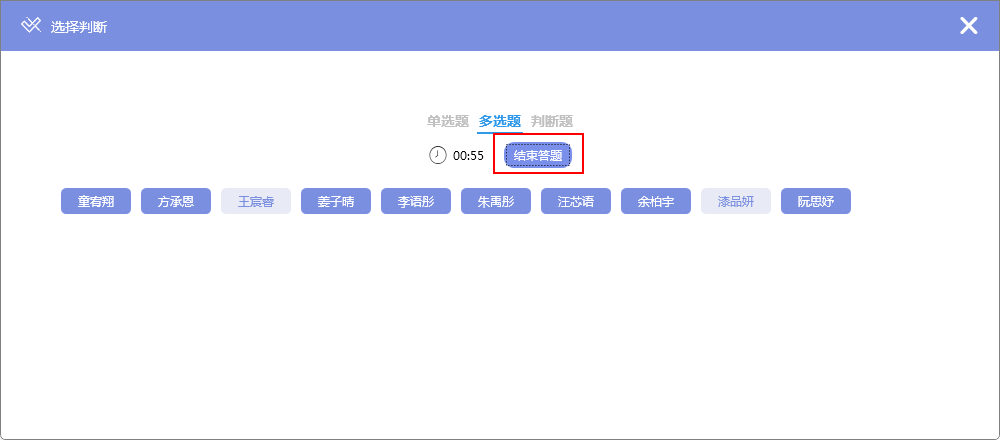 选择判断
单选题 多选题 判断题
00:55 结束答题
童宥翔 方承恩 王宸睿 姜子晴 李语彤 朱禹彤 汪芯语 余柏宇 漆品妍 阮思妤